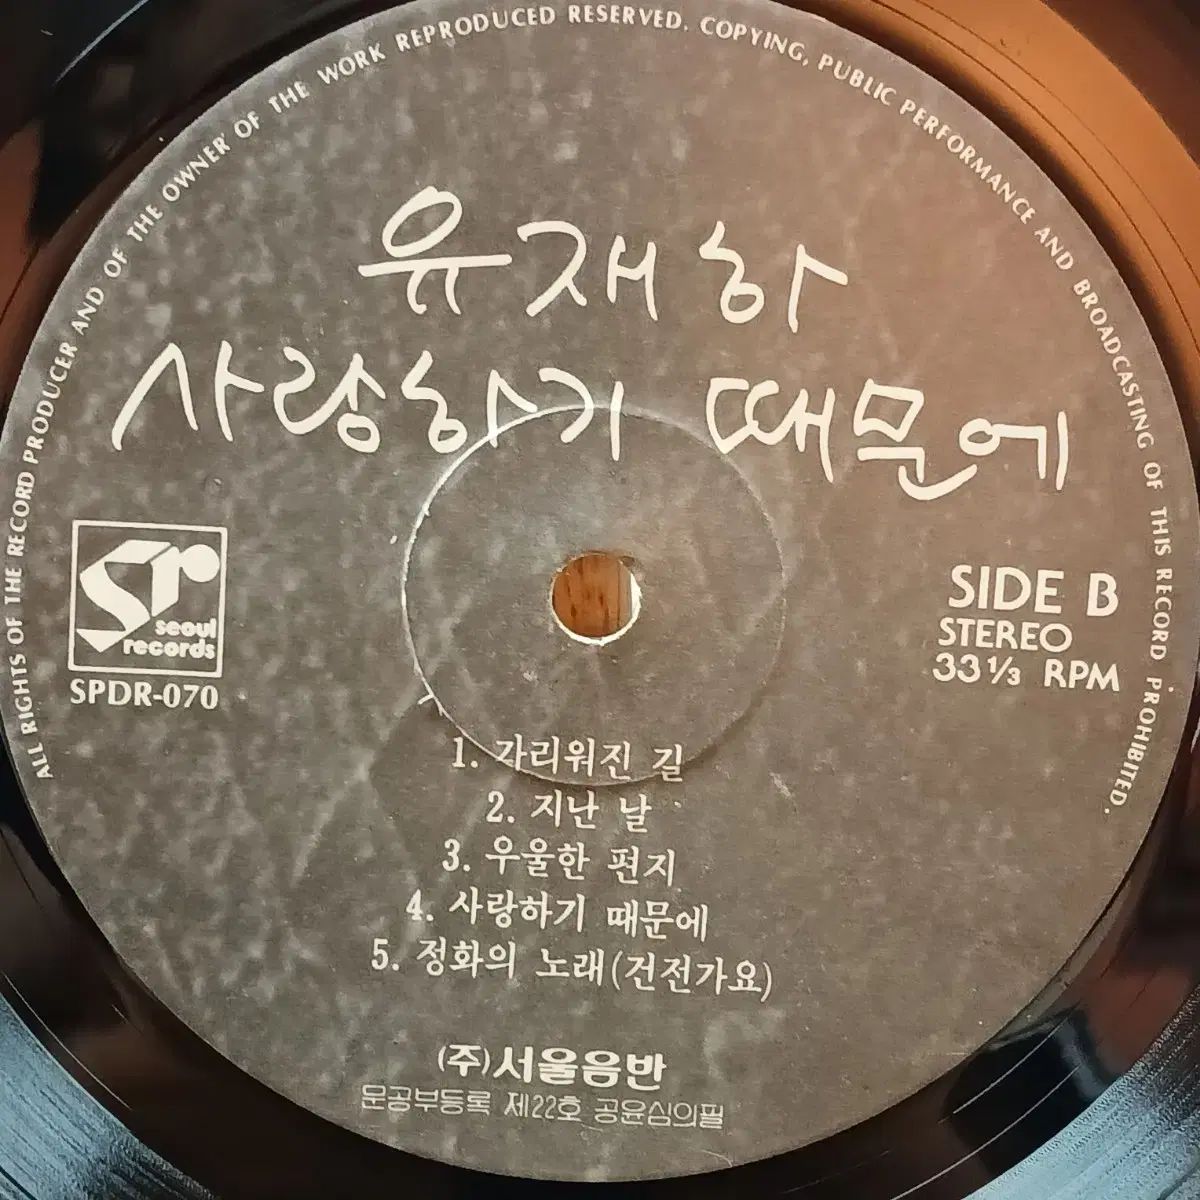 ALL RIGHTS OF THE RECORD PRODUCER AND OF THE OWNER OF THE WORK REPRODUCED RESERVED. COPYING, PUBLIC PERFORMANCE AND BROADCASTING OF THIS RECORD PROHIBITED.
유재하
사랑하기 때문에
sr
seoul
records
SPDR-070
SIDE B
STEREO
33⅓ RPM
1. 가리워진 길
2. 지난 날
3. 우울한 편지
4. 사랑하기 때문에
5. 정화의 노래(건전가요)
(주)서울음반
문공부등록 제22호 공윤심의필